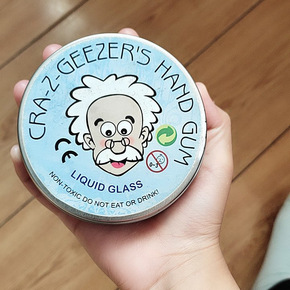 CRA-Z-GEEZER'S HAND GUM
LIQUID GLASS
NON-TOXIC DO NOT EAT OR DRINK!
CE